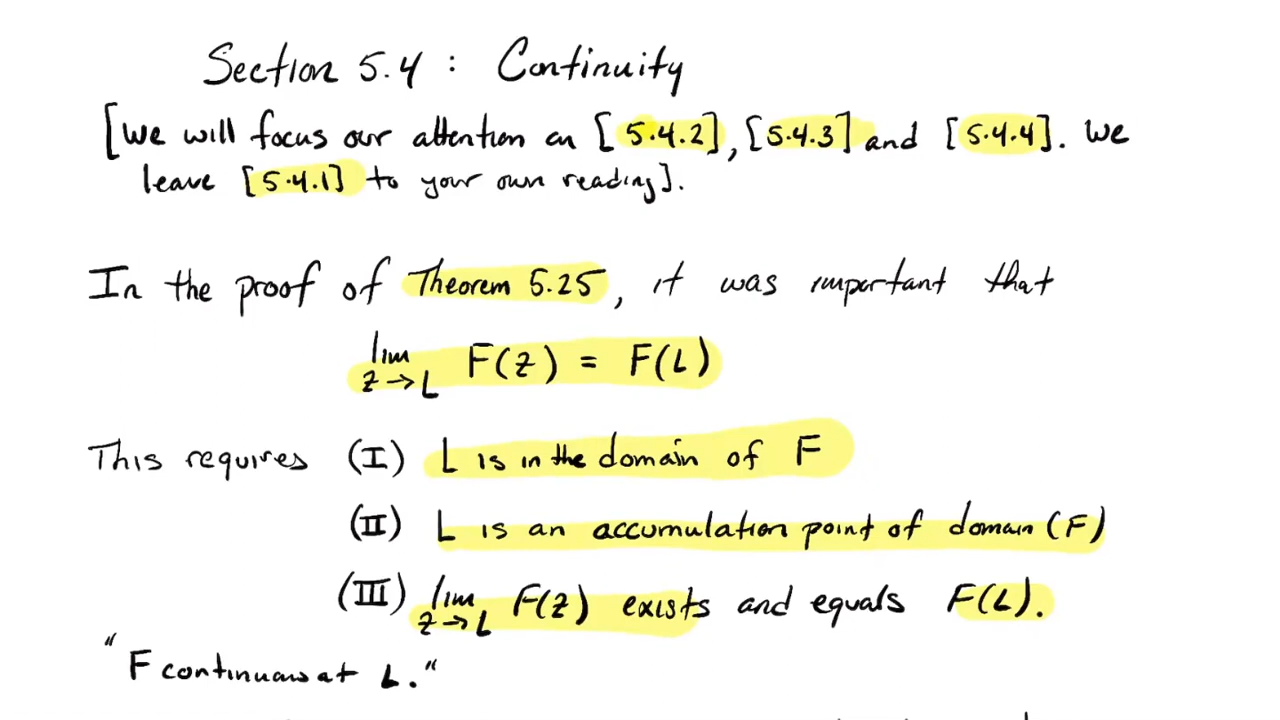 Section 5.4 : Continuity
[We will focus our attention on [5.4.2], [5.4.3] and [5.4.4]. We
leave [5.4.1] to your own reading].
In the proof of Theorem 5.25, it was important that
lim F(z) = F(L)
z → L
This requires (I) L is in the domain of F
(II) L is an accumulation point of domain (F)
(III) lim F(z) exists and equals F(L).
z → L
"F continuous at L."